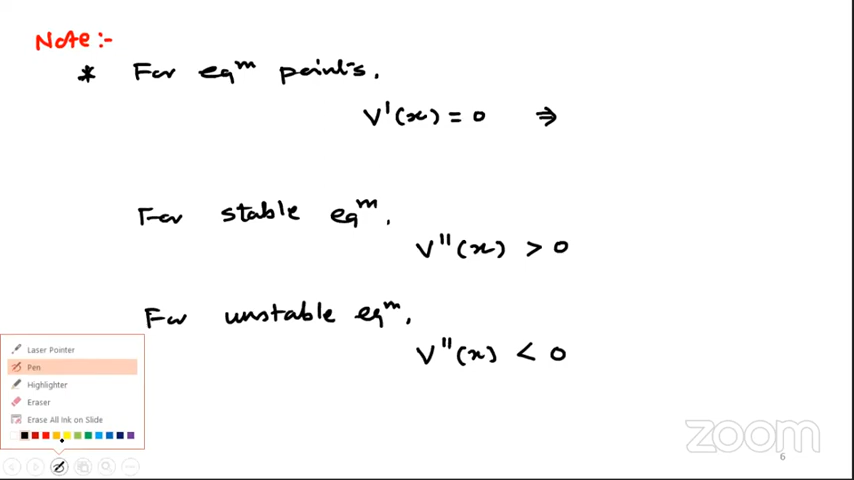 Note :-
* For eqᵐ points,
V'(x) = 0 ⇒
For stable eqᵐ,
V''(x) > 0
For unstable eqᵐ,
V''(x) < 0
Laser Pointer
Pen
Highlighter
Eraser
Erase All Ink on Slide
zoom
6